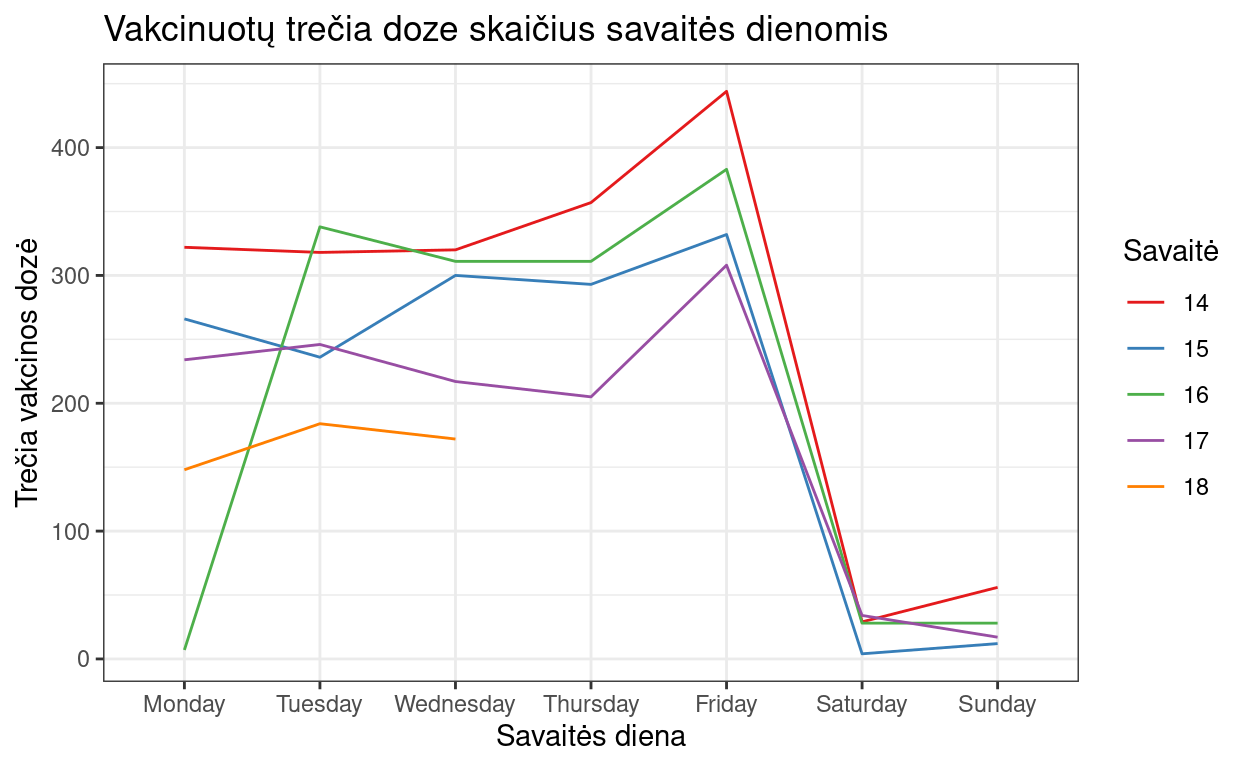 Vakcinuotų trečia doze skaičius savaitės dienomis
Trečia vakcinos dozė
400
300
200
100
0
Monday Tuesday Wednesday Thursday Friday Saturday Sunday
Savaitės diena
Savaitė
14
15
16
17
18